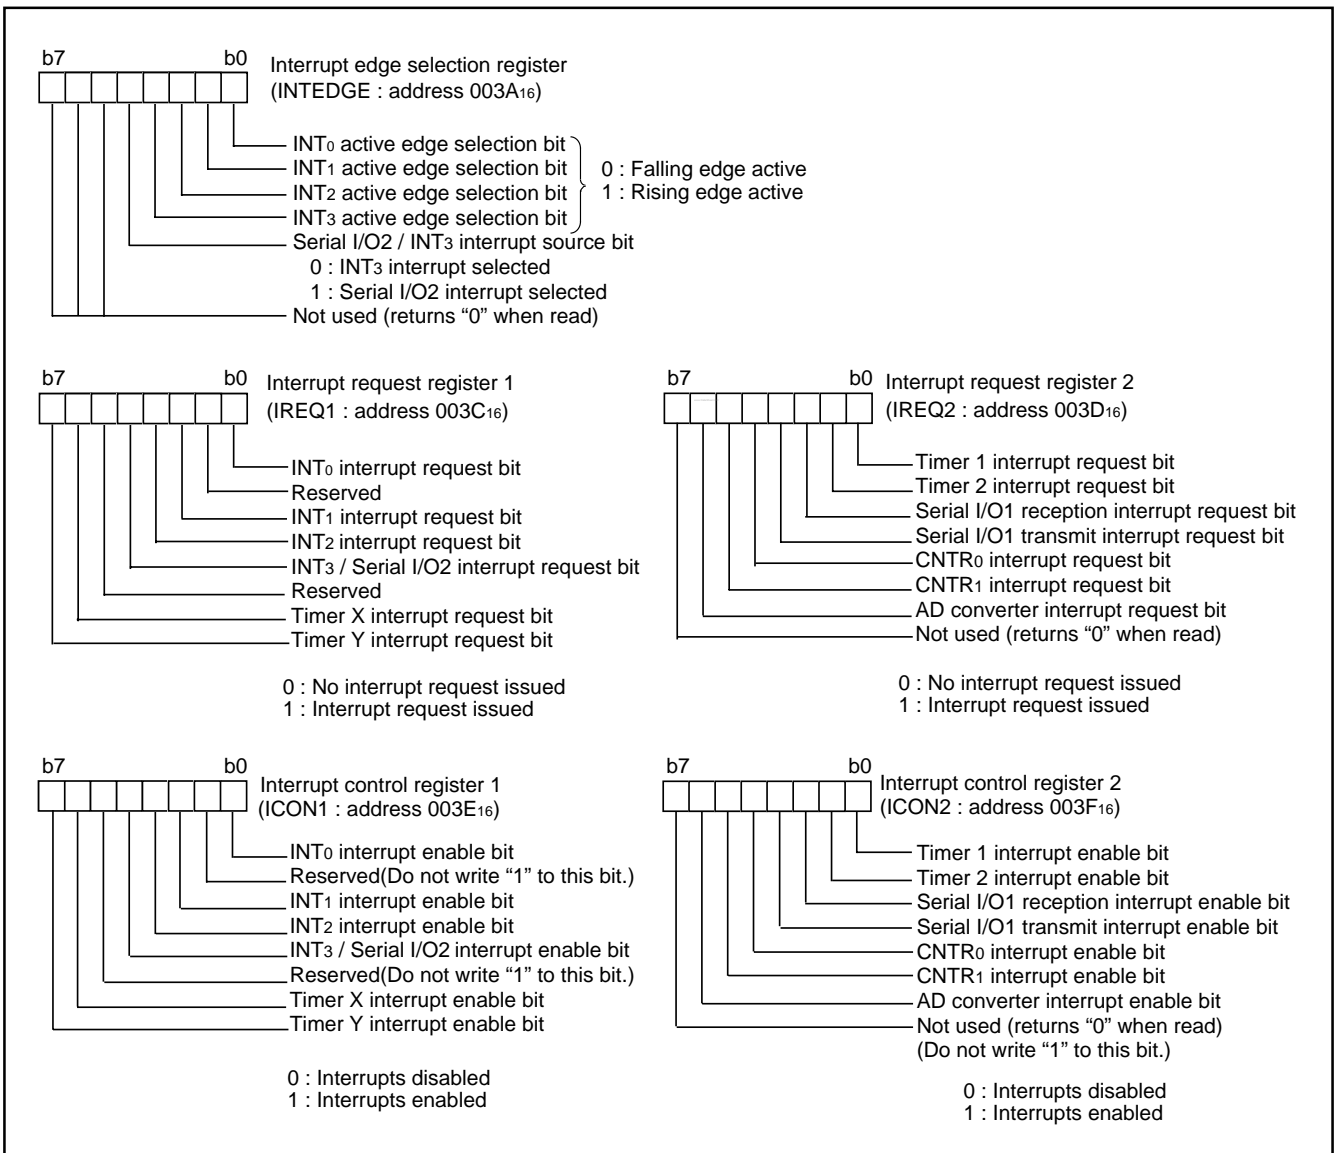 b7 b0
Interrupt edge selection register
(INTEDGE : address 003A16)
INT0 active edge selection bit
INT1 active edge selection bit
INT2 active edge selection bit
INT3 active edge selection bit
0 : Falling edge active
1 : Rising edge active
Serial I/O2 / INT3 interrupt source bit
0 : INT3 interrupt selected
1 : Serial I/O2 interrupt selected
Not used (returns “0” when read)
b7 b0
Interrupt request register 1
(IREQ1 : address 003C16)
INT0 interrupt request bit
Reserved
INT1 interrupt request bit
INT2 interrupt request bit
INT3 / Serial I/O2 interrupt request bit
Reserved
Timer X interrupt request bit
Timer Y interrupt request bit
0 : No interrupt request issued
1 : Interrupt request issued
b7 b0
Interrupt request register 2
(IREQ2 : address 003D16)
Timer 1 interrupt request bit
Timer 2 interrupt request bit
Serial I/O1 reception interrupt request bit
Serial I/O1 transmit interrupt request bit
CNTR0 interrupt request bit
CNTR1 interrupt request bit
AD converter interrupt request bit
Not used (returns “0” when read)
0 : No interrupt request issued
1 : Interrupt request issued
b7 b0
Interrupt control register 1
(ICON1 : address 003E16)
INT0 interrupt enable bit
Reserved(Do not write “1” to this bit.)
INT1 interrupt enable bit
INT2 interrupt enable bit
INT3 / Serial I/O2 interrupt enable bit
Reserved(Do not write “1” to this bit.)
Timer X interrupt enable bit
Timer Y interrupt enable bit
0 : Interrupts disabled
1 : Interrupts enabled
b7 b0
Interrupt control register 2
(ICON2 : address 003F16)
Timer 1 interrupt enable bit
Timer 2 interrupt enable bit
Serial I/O1 reception interrupt enable bit
Serial I/O1 transmit interrupt enable bit
CNTR0 interrupt enable bit
CNTR1 interrupt enable bit
AD converter interrupt enable bit
Not used (returns “0” when read)
(Do not write “1” to this bit.)
0 : Interrupts disabled
1 : Interrupts enabled